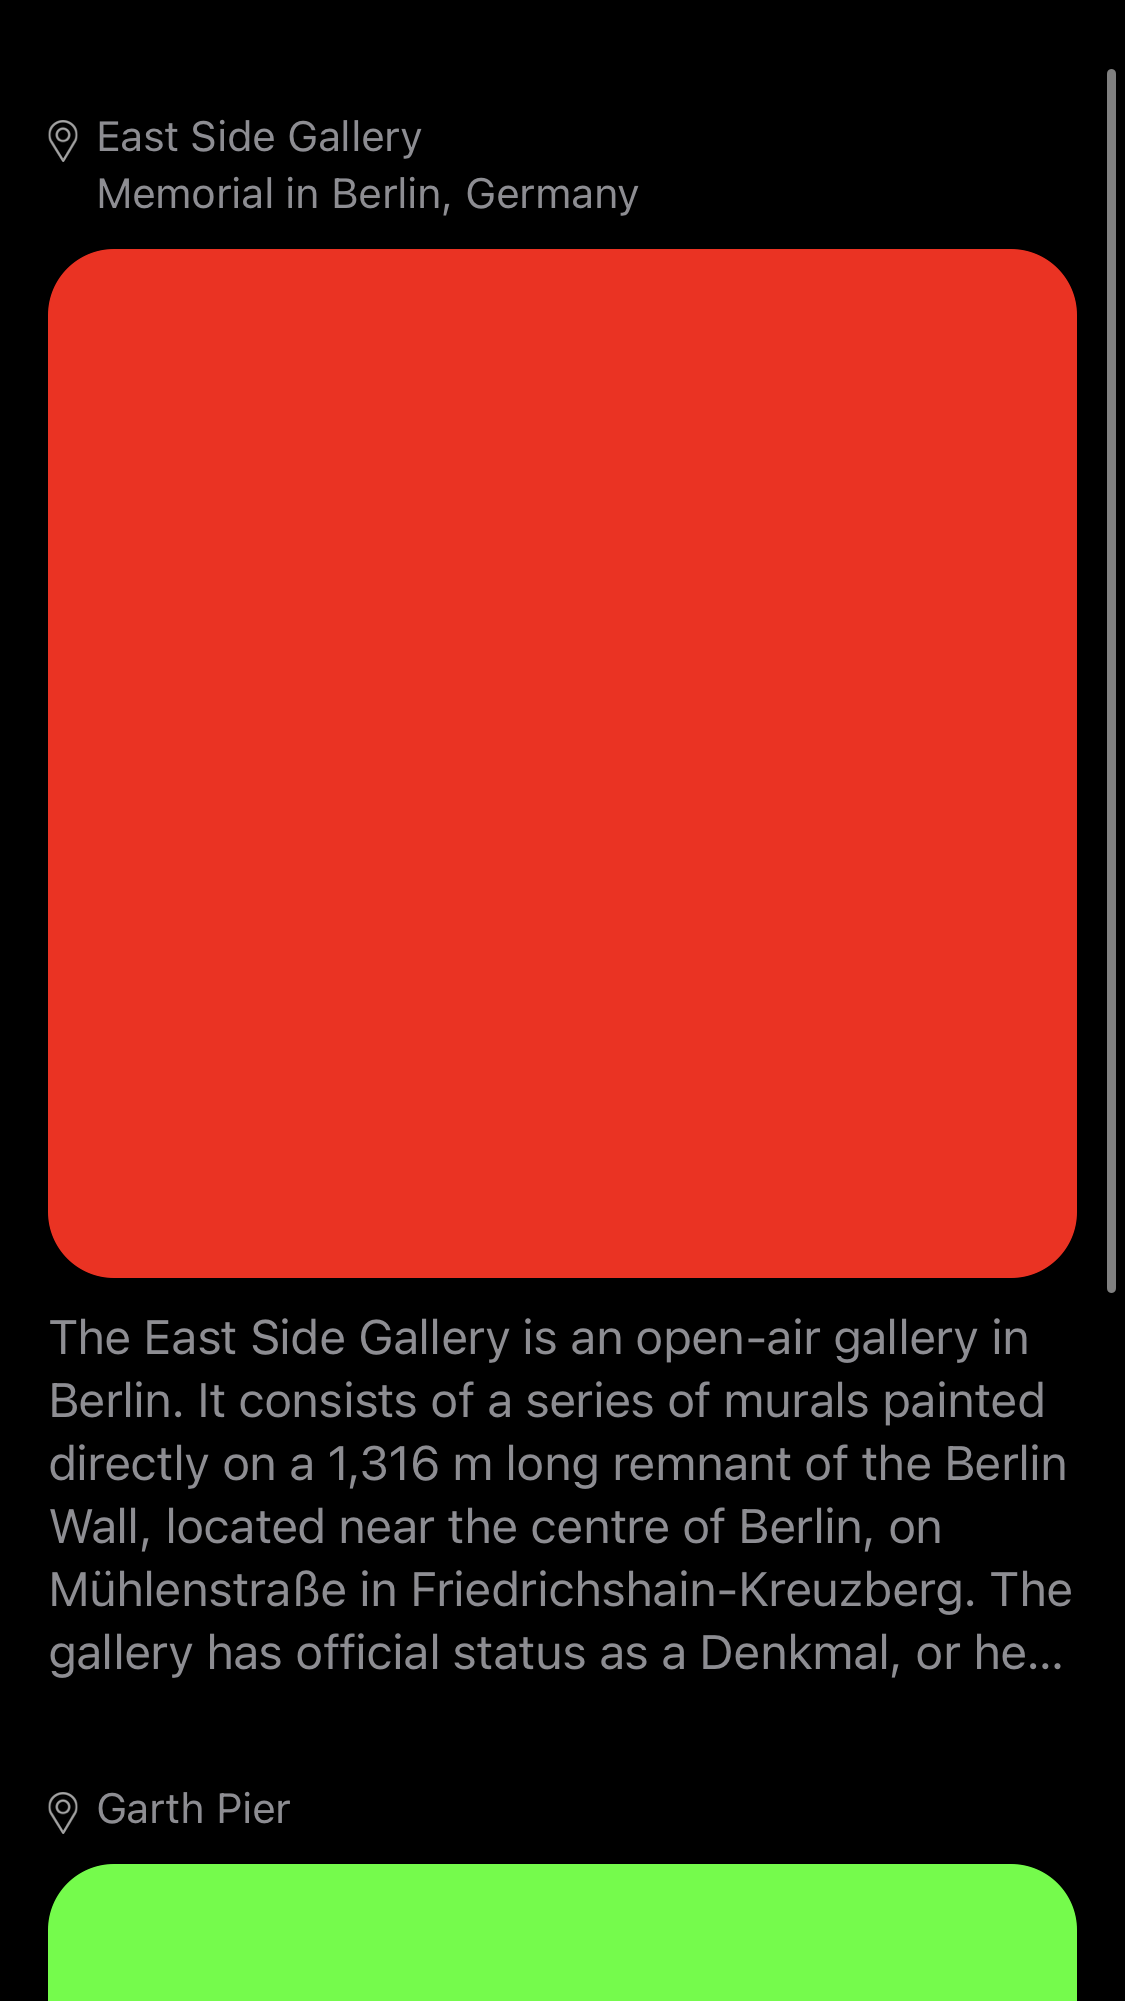 East Side Gallery
Memorial in Berlin, Germany
The East Side Gallery is an open-air gallery in
Berlin. It consists of a series of murals painted
directly on a 1,316 m long remnant of the Berlin
Wall, located near the centre of Berlin, on
Mühlenstraße in Friedrichshain-Kreuzberg. The
gallery has official status as a Denkmal, or he...
Garth Pier